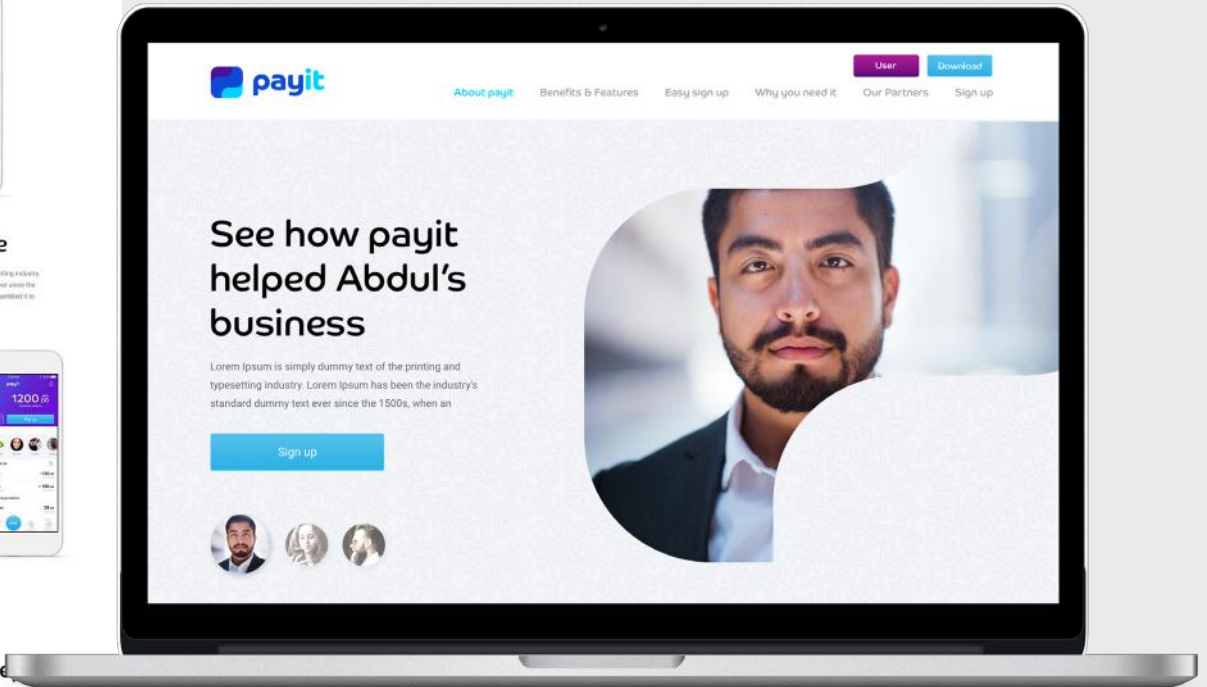 payit
User
Download
About payit
Benefits & Features
Easy sign up
Why you need it
Our Partners
Sign up
See how payit
helped Abdul's
business
Lorem Ipsum is simply dummy text of the printing and
typesetting industry. Lorem Ipsum has been the industry's
standard dummy text ever since the 1500s, when an
Sign up
payit
1200